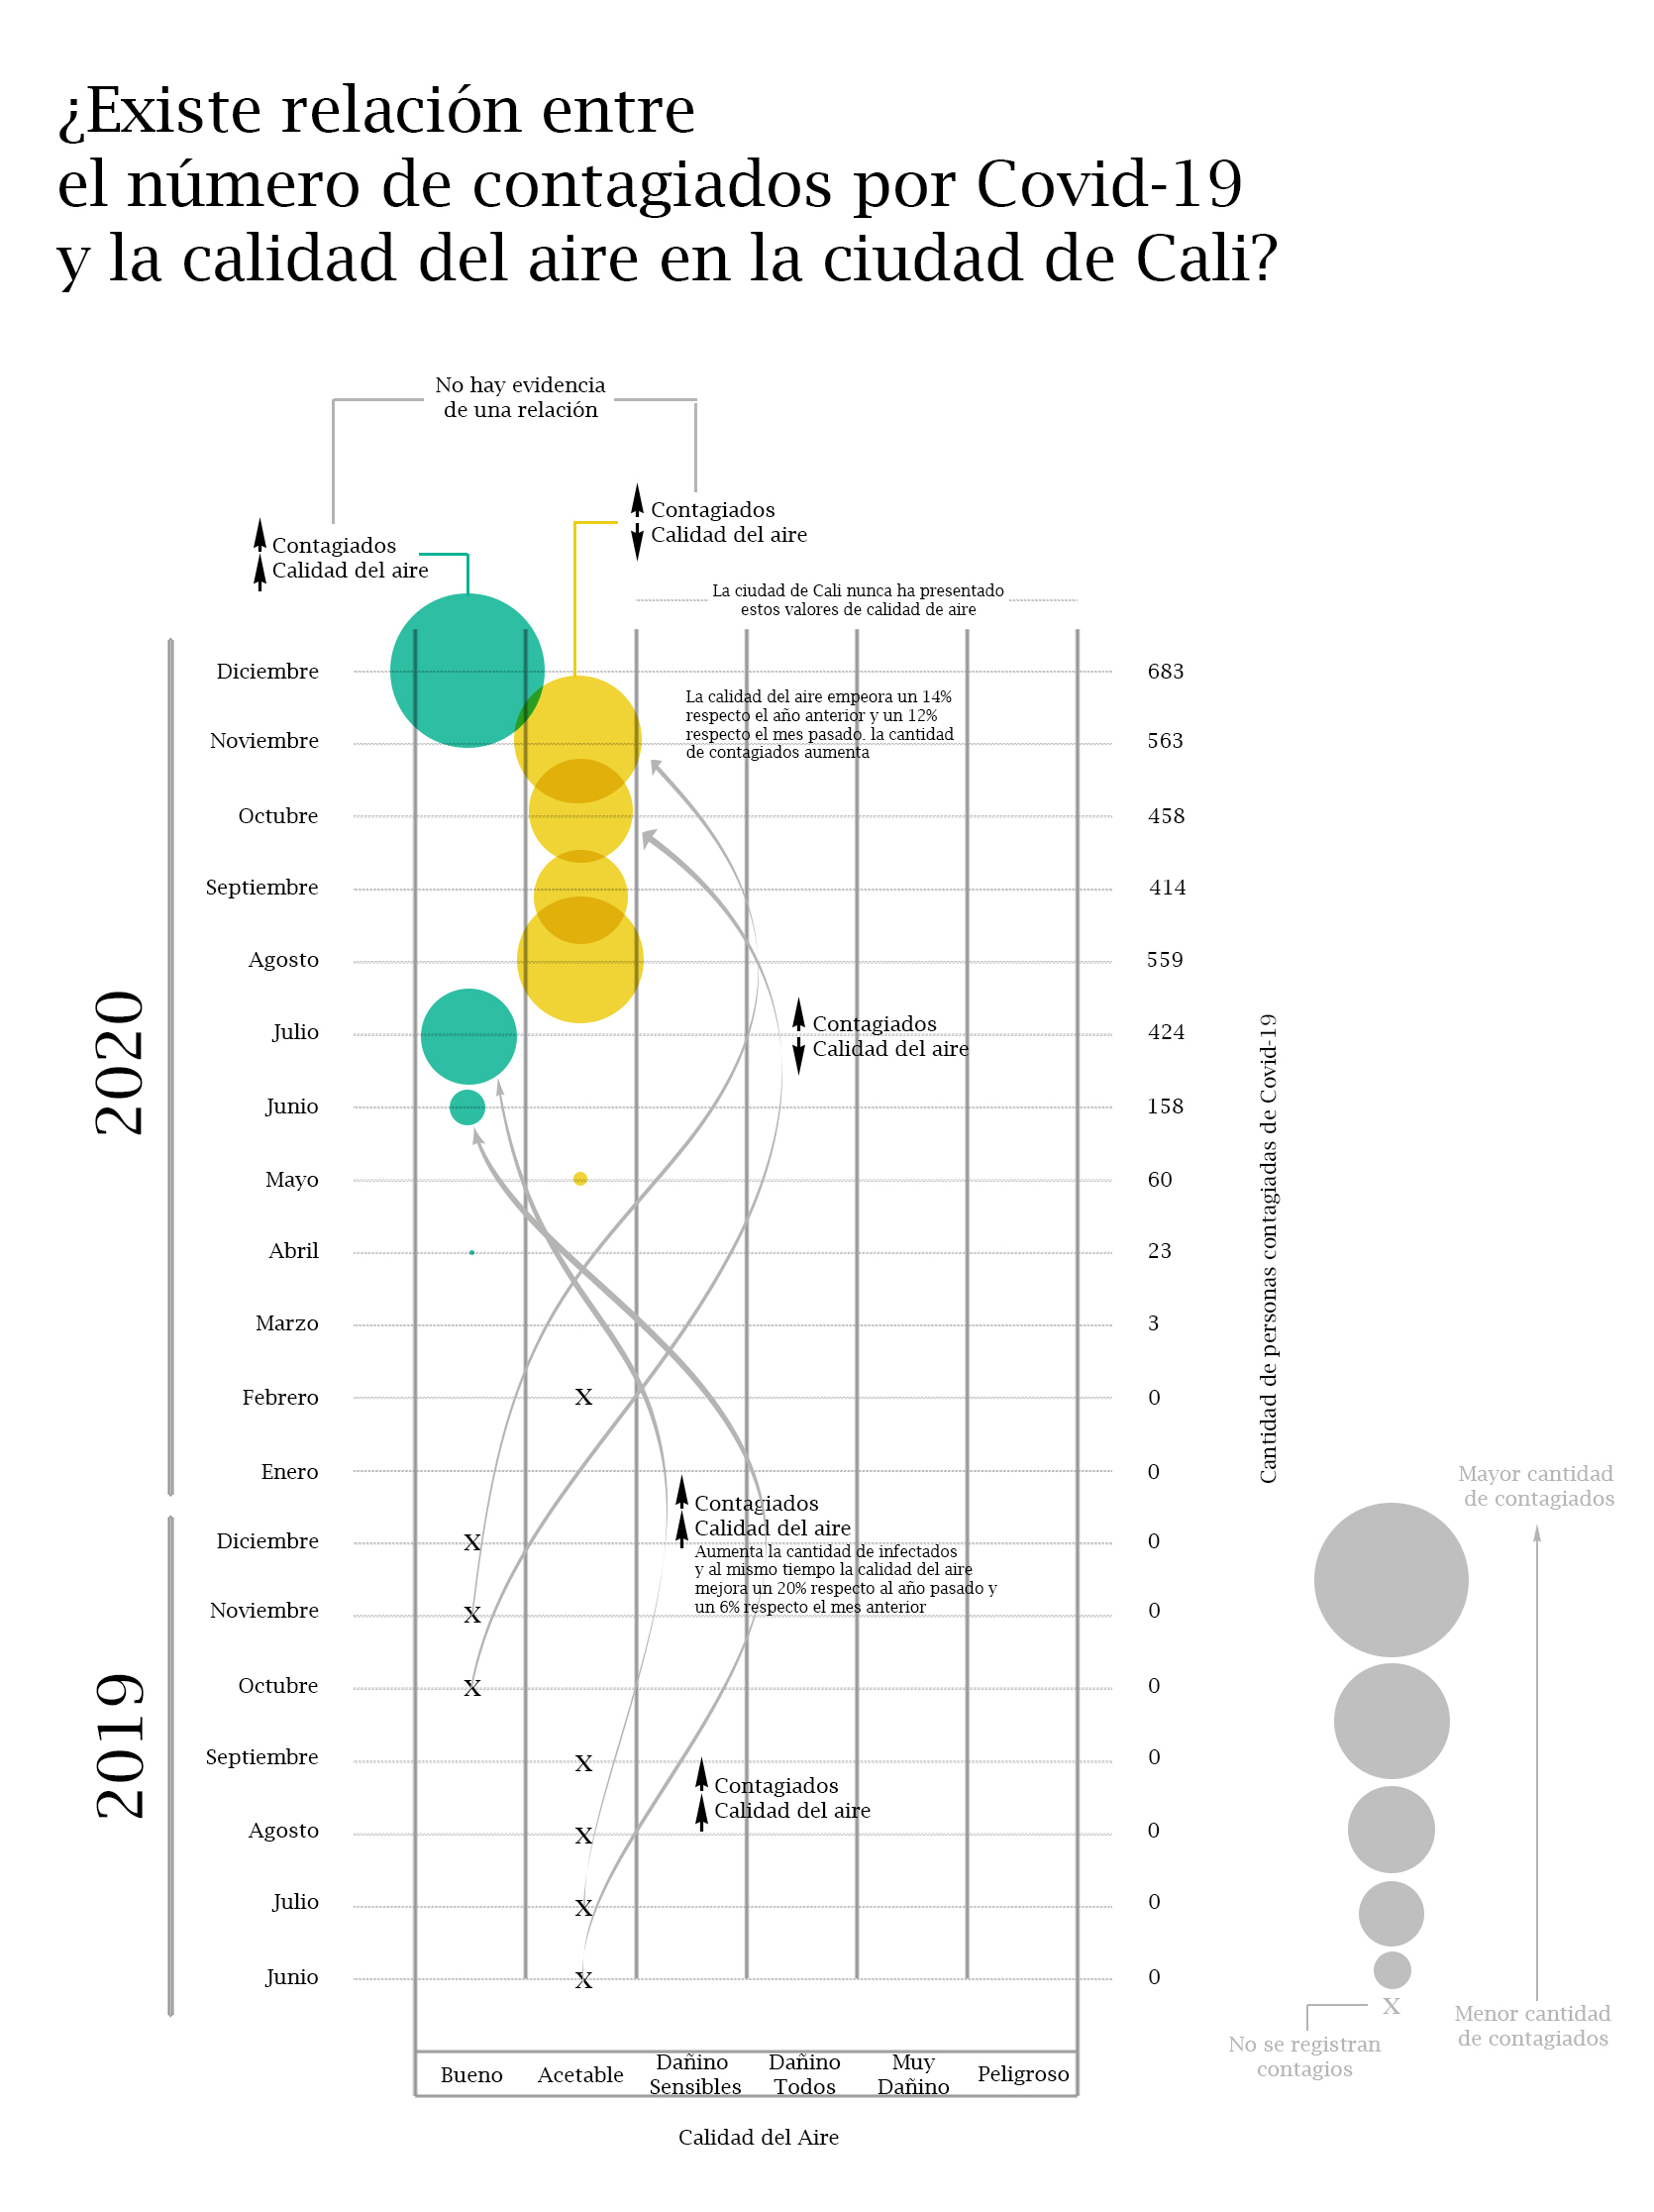 ¿Existe relación entre
el número de contagiados por Covid-19
y la calidad del aire en la ciudad de Cali?
No hay evidencia
de una relación
Contagiados
Calidad del aire
Contagiados
Calidad del aire
La ciudad de Cali nunca ha presentado
estos valores de calidad de aire
2020
Diciembre 683
La calidad del aire empeora un 14%
respecto el año anterior y un 12%
respecto el mes pasado. la cantidad
de contagiados aumenta
Noviembre 563
Octubre 458
Septiembre 414
Agosto 559
Julio 424
Contagiados
Calidad del aire
Junio 158
Mayo 60
Abril 23
Marzo 3
Febrero X 0
Enero 0
Cantidad de personas contagiadas de Covid-19
Contagiados
Calidad del aire
Aumenta la cantidad de infectados
y al mismo tiempo la calidad del aire
mejora un 20% respecto al año pasado y
un 6% respecto el mes anterior
2019
Diciembre X 0
Noviembre X 0
Octubre X 0
Septiembre X 0
Contagiados
Calidad del aire
Agosto X 0
Julio X 0
Junio X 0
Bueno
Acetable
Dañino
Sensibles
Dañino
Todos
Muy
Dañino
Peligroso
Calidad del Aire
Mayor cantidad
de contagiados
X
No se registran
contagios
Menor cantidad
de contagiados